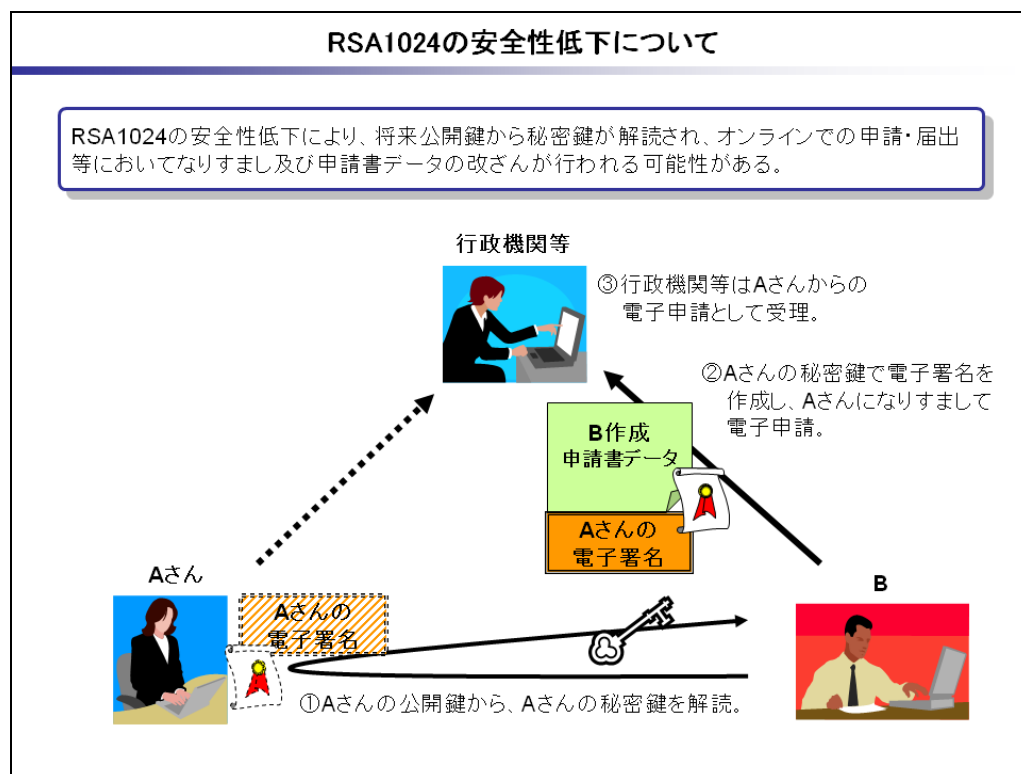 RSA1024の安全性低下について
RSA1024の安全性低下により、将来公開鍵から秘密鍵が解読され、オンラインでの申請・届出
等においてなりすまし及び申請書データの改ざんが行われる可能性がある。
行政機関等
③行政機関等はAさんからの
電子申請として受理。
②Aさんの秘密鍵で電子署名を
作成し、Aさんになりすまして
電子申請。
B作成
申請書データ
Aさんの
電子署名
Aさん
B
Aさんの
電子署名
①Aさんの公開鍵から、Aさんの秘密鍵を解読。